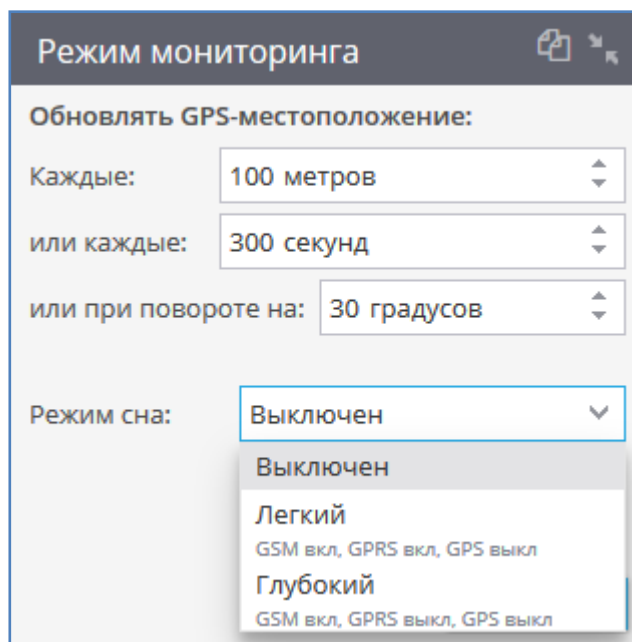 Режим мониторинга
Обновлять GPS-местоположение:
Каждые: 100 метров
или каждые: 300 секунд
или при повороте на: 30 градусов
Режим сна: Выключен
Выключен
Легкий
GSM вкл, GPRS вкл, GPS выкл
Глубокий
GSM вкл, GPRS выкл, GPS выкл